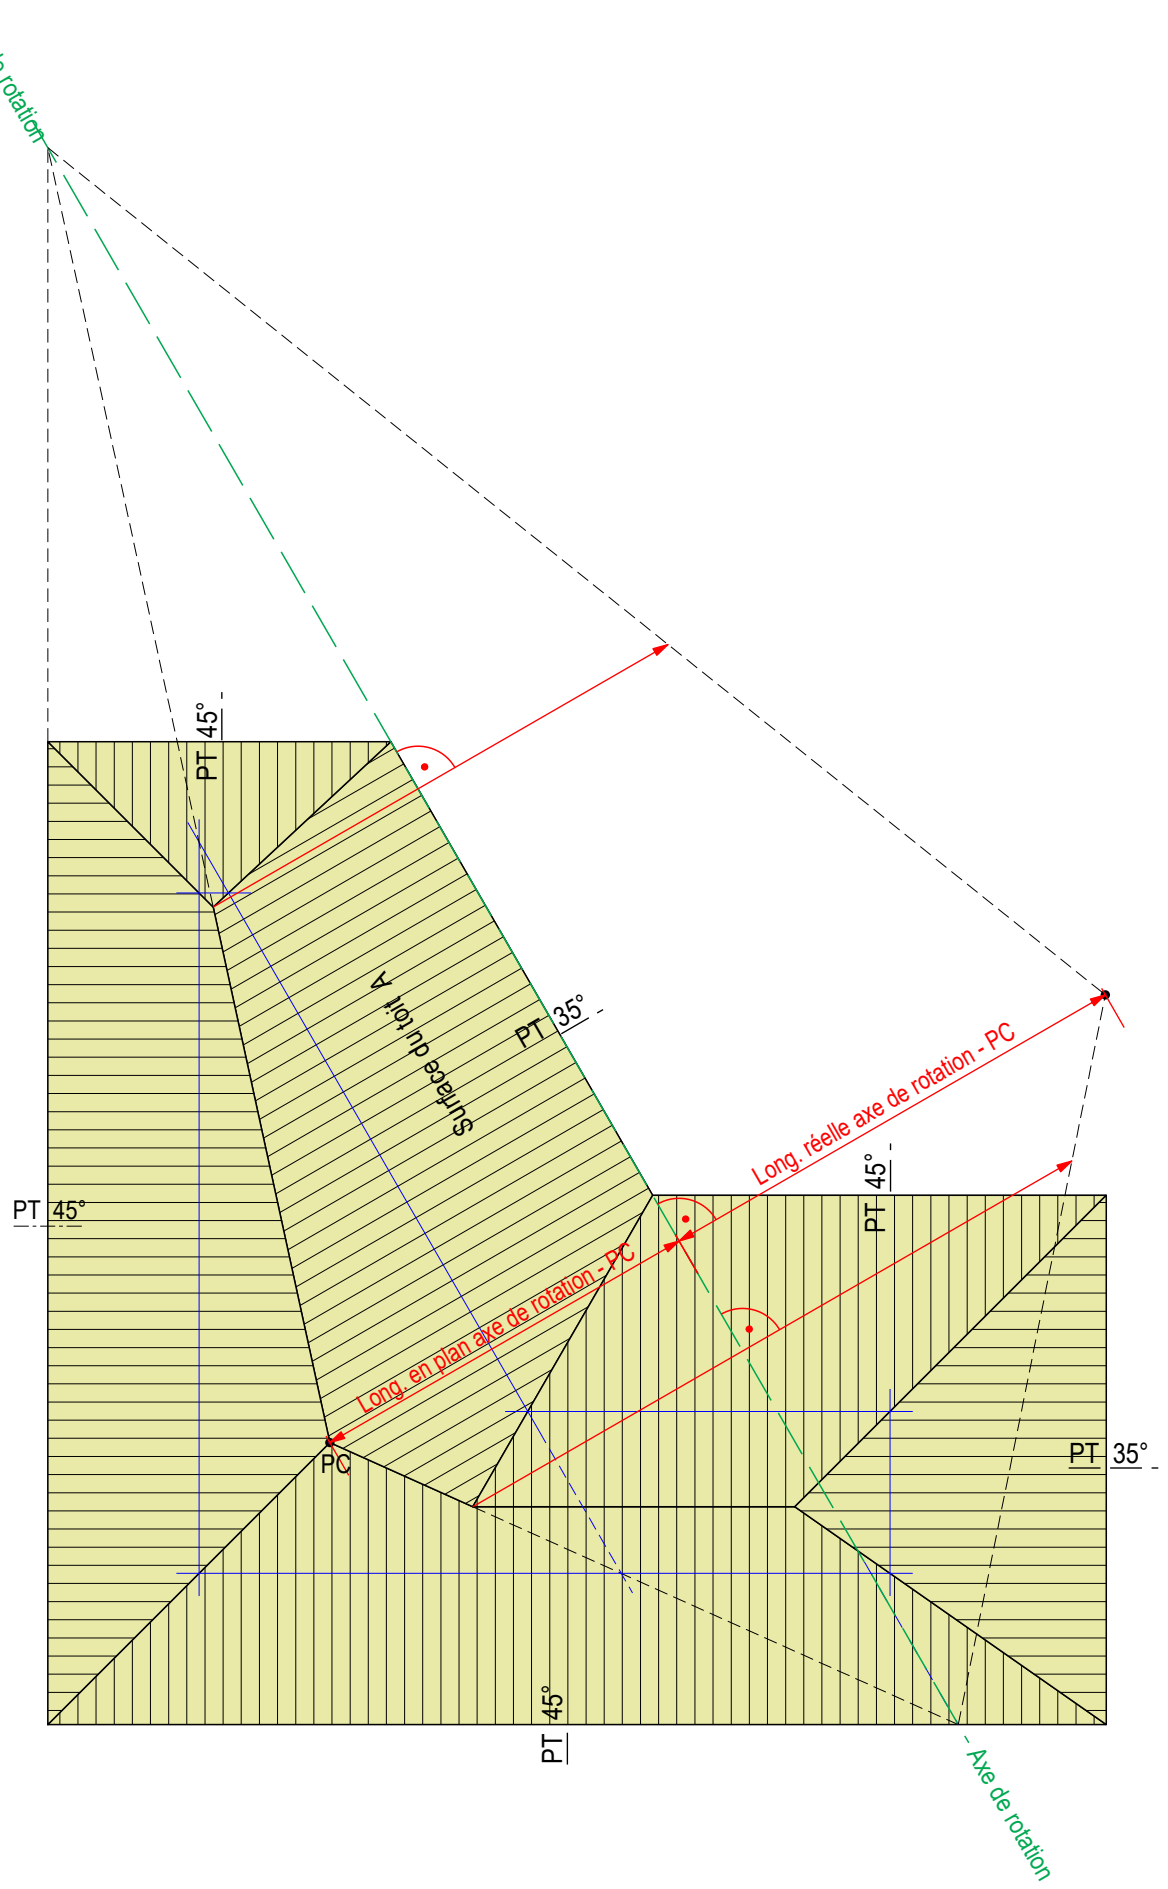 de rotation
PT 45°
Surface du toit A
PT 35°
Long. réelle axe de rotation - PC
PT 45°
PT 45°
Long. en plan axe de rotation - PC
PC
PT 35°
PT 45°
- Axe de rotation